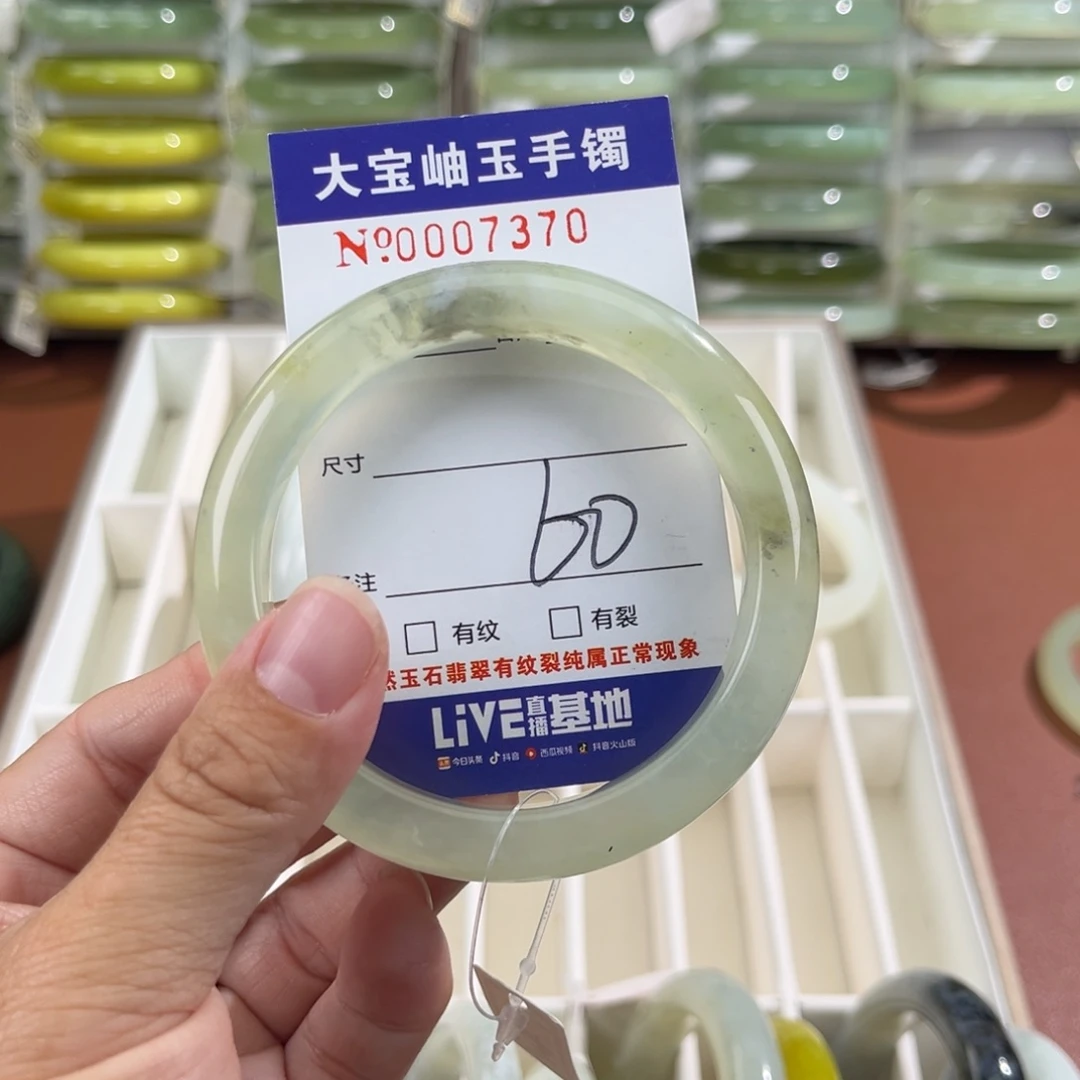 大宝岫玉手镯
Nº:0007370
尺寸
60
注
有纹 有裂
然玉石翡翠有纹裂纯属正常现象
LiVE直播基地
今日头条 抖音 西瓜视频 抖音火山版